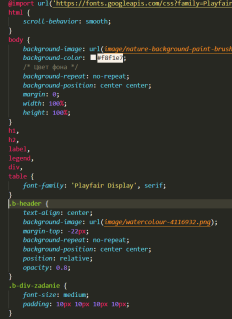 @import url('https://fonts.googleapis.com/css?family=Playfair
html {
scroll-behavior: smooth;
}
body {
background-image: url(image/nature-background-paint-brush
background-color: #f8f1e7;
/* Цвет фона */
background-repeat: no-repeat;
background-position: center center;
margin: 0;
width: 100%;
height: 100%;
}
h1,
h2,
label,
legend,
div,
table {
font-family: 'Playfair Display', serif;
}
.b-header {
text-align: center;
background-image: url(image/watercolour-4116932.png);
margin-top: -22px;
background-repeat: no-repeat;
background-position: center center;
position: relative;
opacity: 0.8;
}
.b-div-zadanie {
font-size: medium;
padding: 10px 10px 10px 10px;
}